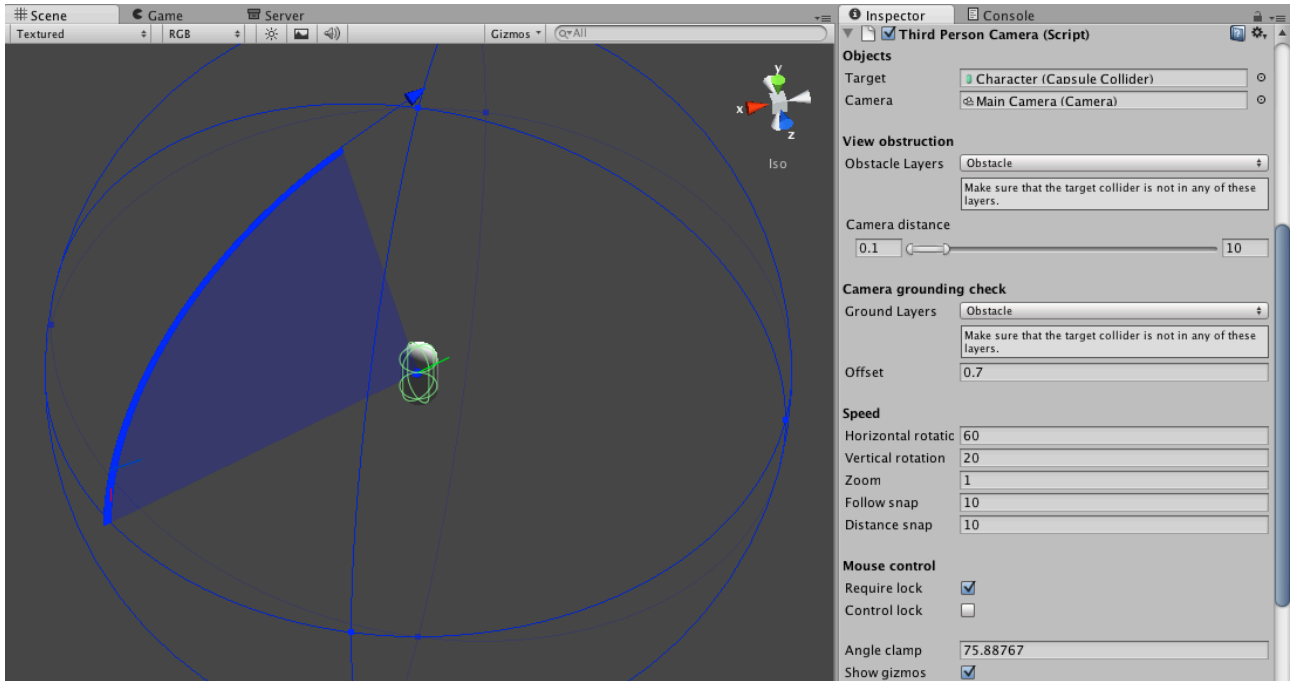 Scene
Game
Server
Textured
RGB
Gizmos
All
y
x
z
Iso
Inspector
Console
Third Person Camera (Script)
Objects
Target
Character (Capsule Collider)
Camera
Main Camera (Camera)
View obstruction
Obstacle Layers
Obstacle
Make sure that the target collider is not in any of these
layers.
Camera distance
0.1
10
Camera grounding check
Ground Layers
Obstacle
Make sure that the target collider is not in any of these
layers.
Offset
0.7
Speed
Horizontal rotatic
60
Vertical rotation
20
Zoom
1
Follow snap
10
Distance snap
10
Mouse control
Require lock
Control lock
Angle clamp
75.88767
Show gizmos